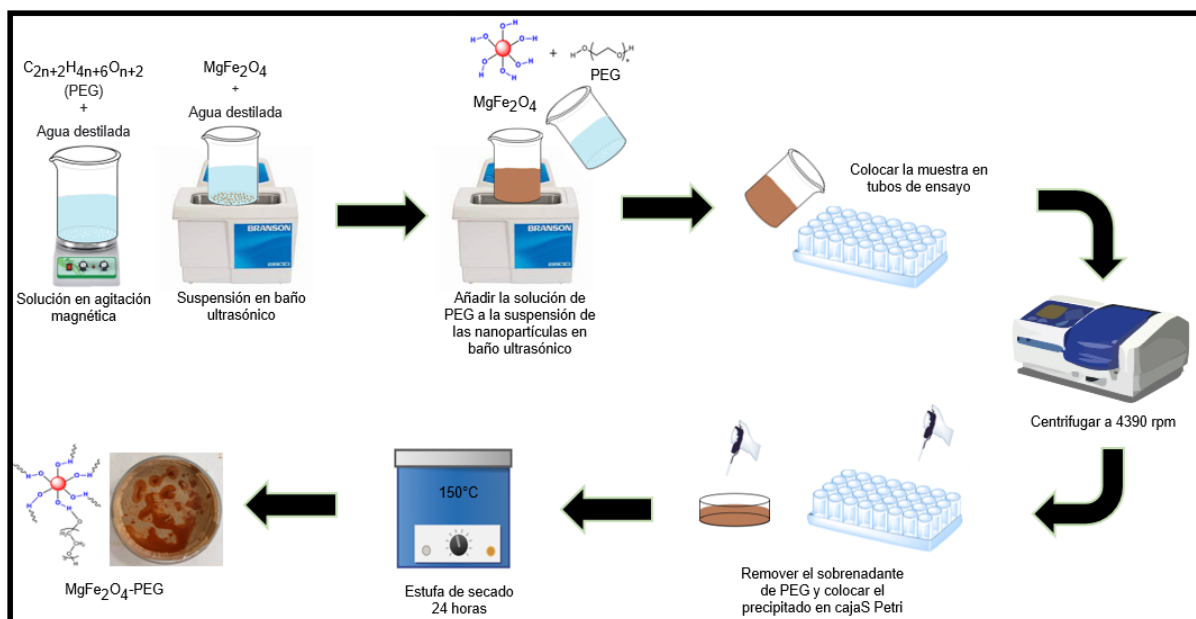 C2n+2H4n+6On+2
(PEG)
+
Agua destilada
Solución en agitación
magnética
MgFe2O4
+
Agua destilada
BRANSON
Suspensión en baño
ultrasónico
+
PEG
MgFe2O4
BRANSON
Añadir la solución de
PEG a la suspensión de
las nanopartículas en
baño ultrasónico
Colocar la muestra en
tubos de ensayo
Centrifugar a 4390 rpm
Remover el sobrenadante
de PEG y colocar el
precipitado en cajaS Petri
150°C
Estufa de secado
24 horas
MgFe2O4-PEG